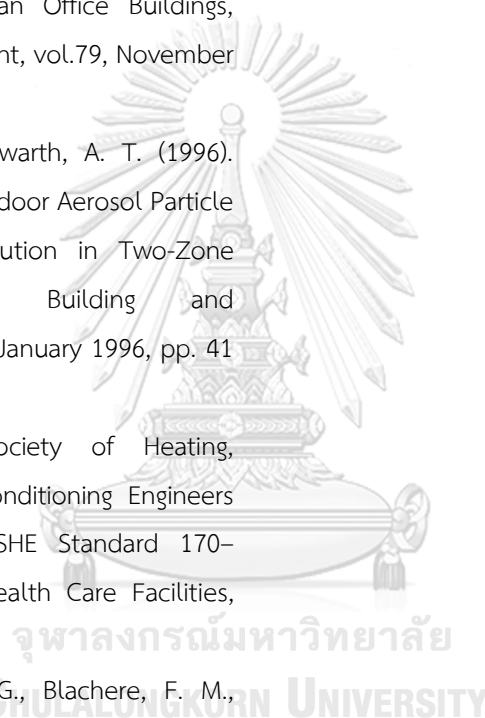 an Office Buildings,
nt, vol.79, November
warth, A. T. (1996).
door Aerosol Particle
ution in Two-Zone
Building and
January 1996, pp. 41
ociety of Heating,
onditioning Engineers
SHE Standard 170–
ealth Care Facilities,
จุฬาลงกรณ์มหาวิทยาลัย
G., Blachere, F. M.,
CHULALONGKORN UNIVERSITY